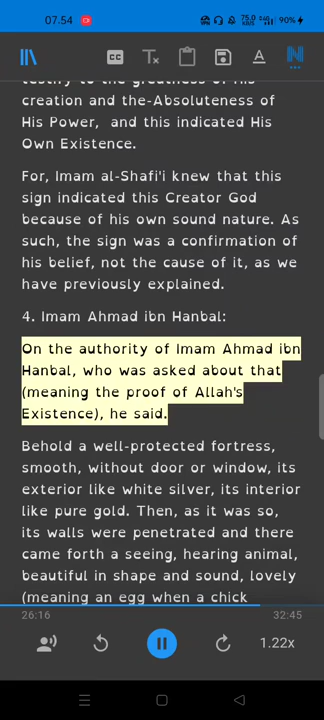 07.54
75.0
KB/S
90%
CC
N
testify to the greatness of His
creation and the-Absoluteness of
His Power,  and this indicated His
Own Existence.
For, Imam al-Shafi'i knew that this
sign indicated this Creator God
because of his own sound nature. As
such, the sign was a confirmation of
his belief, not the cause of it, as we
have previously explained.
4. Imam Ahmad ibn Hanbal:
On the authority of Imam Ahmad ibn
Hanbal, who was asked about that
(meaning the proof of Allah's
Existence), he said.
Behold a well-protected fortress,
smooth, without door or window, its
exterior like white silver, its interior
like pure gold. Then, as it was so,
its walls were penetrated and there
came forth a seeing, hearing animal,
beautiful in shape and sound, lovely
(meaning an egg when a chick
26:16
32:45
1.22x